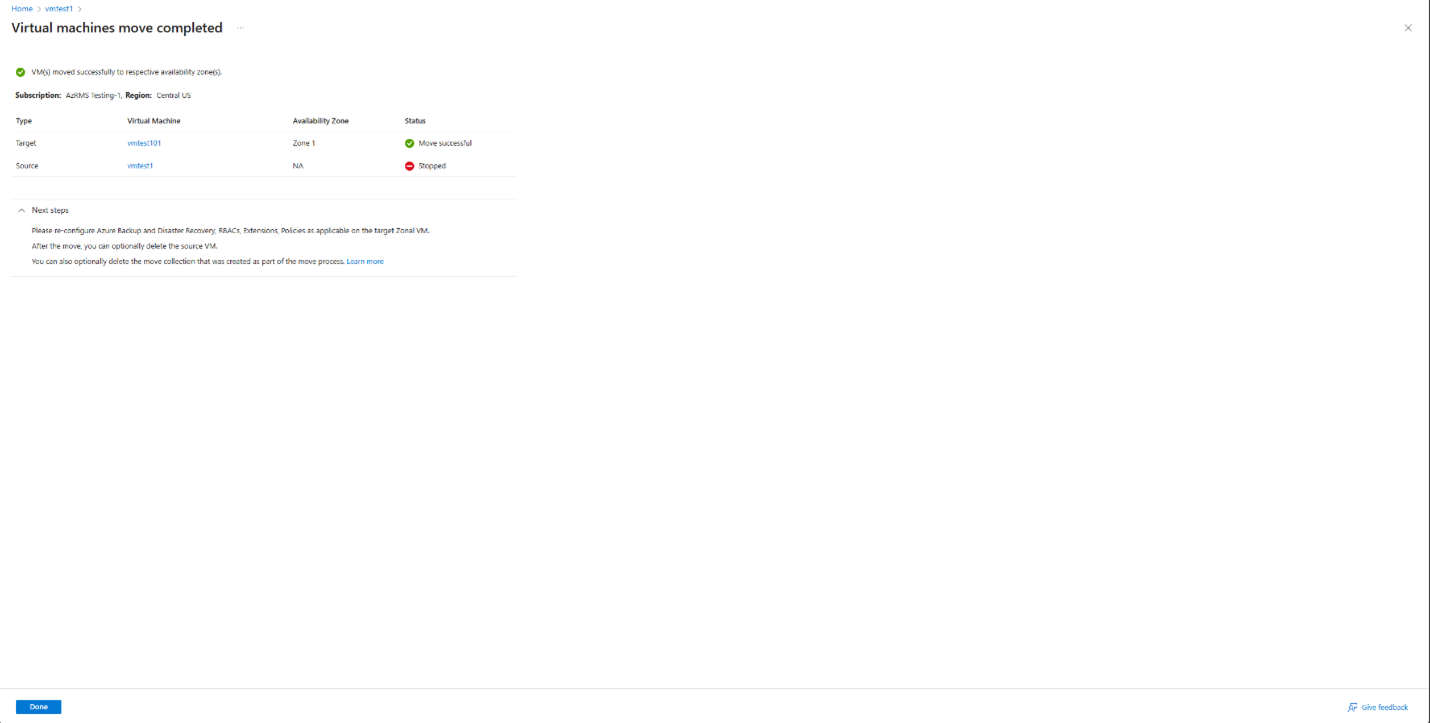 Home > vmtest1 >
Virtual machines move completed ...
VM(s) moved successfully to respective availability zone(s).
Subscription: AzRMS Testing-1, Region: Central US
Type Virtual Machine Availability Zone Status
Target vmtest101 Zone 1 Move successful
Source vmtest1 NA Stopped
Next steps
Please re-configure Azure Backup and Disaster Recovery, RBACs, Extensions, Policies as applicable on the target Zonal VM.
After the move, you can optionally delete the source VM.
You can also optionally delete the move collection that was created as part of the move process. Learn more
Done Give feedback